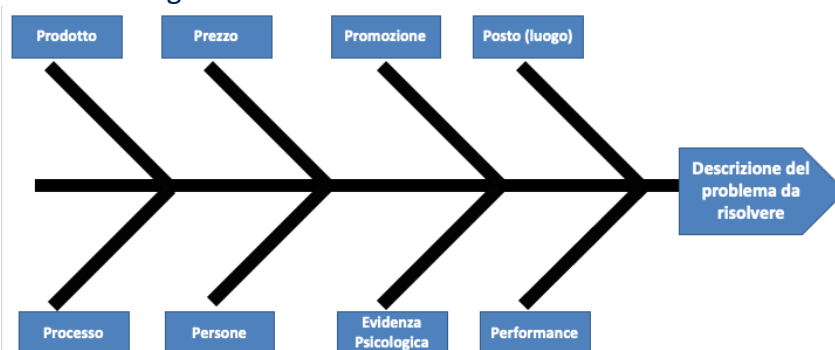 Prodotto
Prezzo
Promozione
Posto (luogo)
Descrizione del
problema da
risolvere
Processo
Persone
Evidenza
Psicologica
Performance